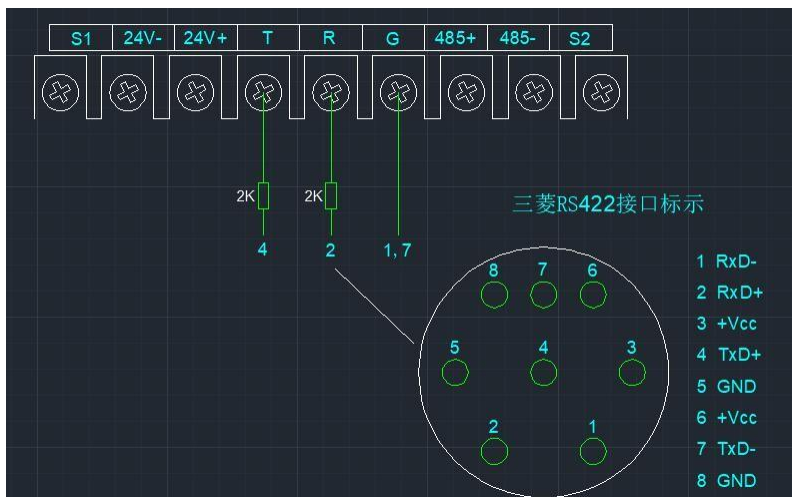 S1 24V- 24V+ T R G 485+ 485- S2
2K 2K
4 2 1,7
三菱RS422接口标示
8 7 6
5 4 3
2 1
1 RxD-
2 RxD+
3 +Vcc
4 TxD+
5 GND
6 +Vcc
7 TxD-
8 GND